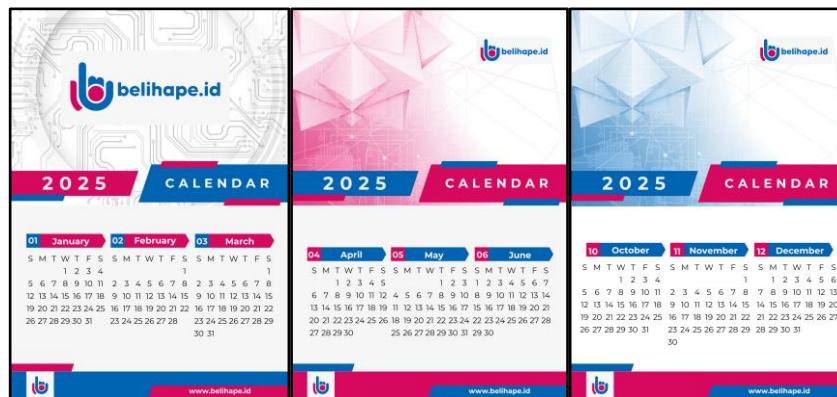 belihape.id
2025 CALENDAR
01 January 02 February 03 March
S M T W T F S S M T W T F S S M T W T F S
1 2 3 4 1 1
5 6 7 8 9 10 11 2 3 4 5 6 7 8 2 3 4 5 6 7 8
12 13 14 15 16 17 18 9 10 11 12 13 14 15 9 10 11 12 13 14 15
19 20 21 22 23 24 25 16 17 18 19 20 21 22 16 17 18 19 20 21 22
26 27 28 29 30 31 23 24 25 26 27 28 23 24 25 26 27 28 29
30 31
www.belihape.id
belihape.id
2025 CALENDAR
04 April 05 May 06 June
S M T W T F S S M T W T F S S M T W T F S
1 2 3 4 5 1 2 3 1 2 3 4 5 6 7
6 7 8 9 10 11 12 4 5 6 7 8 9 10 8 9 10 11 12 13 14
13 14 15 16 17 18 19 11 12 13 14 15 16 17 15 16 17 18 19 20 21
20 21 22 23 24 25 26 18 19 20 21 22 23 24 22 23 24 25 26 27 28
27 28 29 30 25 26 27 28 29 30 31 29 30
www.belihape.id
belihape.id
2025 CALENDAR
10 October 11 November 12 December
S M T W T F S S M T W T F S S M T W T F S
1 2 3 4 1 1 2 3 4 5 6
5 6 7 8 9 10 11 2 3 4 5 6 7 8 7 8 9 10 11 12 13
12 13 14 15 16 17 18 9 10 11 12 13 14 15 14 15 16 17 18 19 20
19 20 21 22 23 24 25 16 17 18 19 20 21 22 21 22 23 24 25 26 27
26 27 28 29 30 31 23 24 25 26 27 28 29 28 29 30 31
30
www.belihape.id